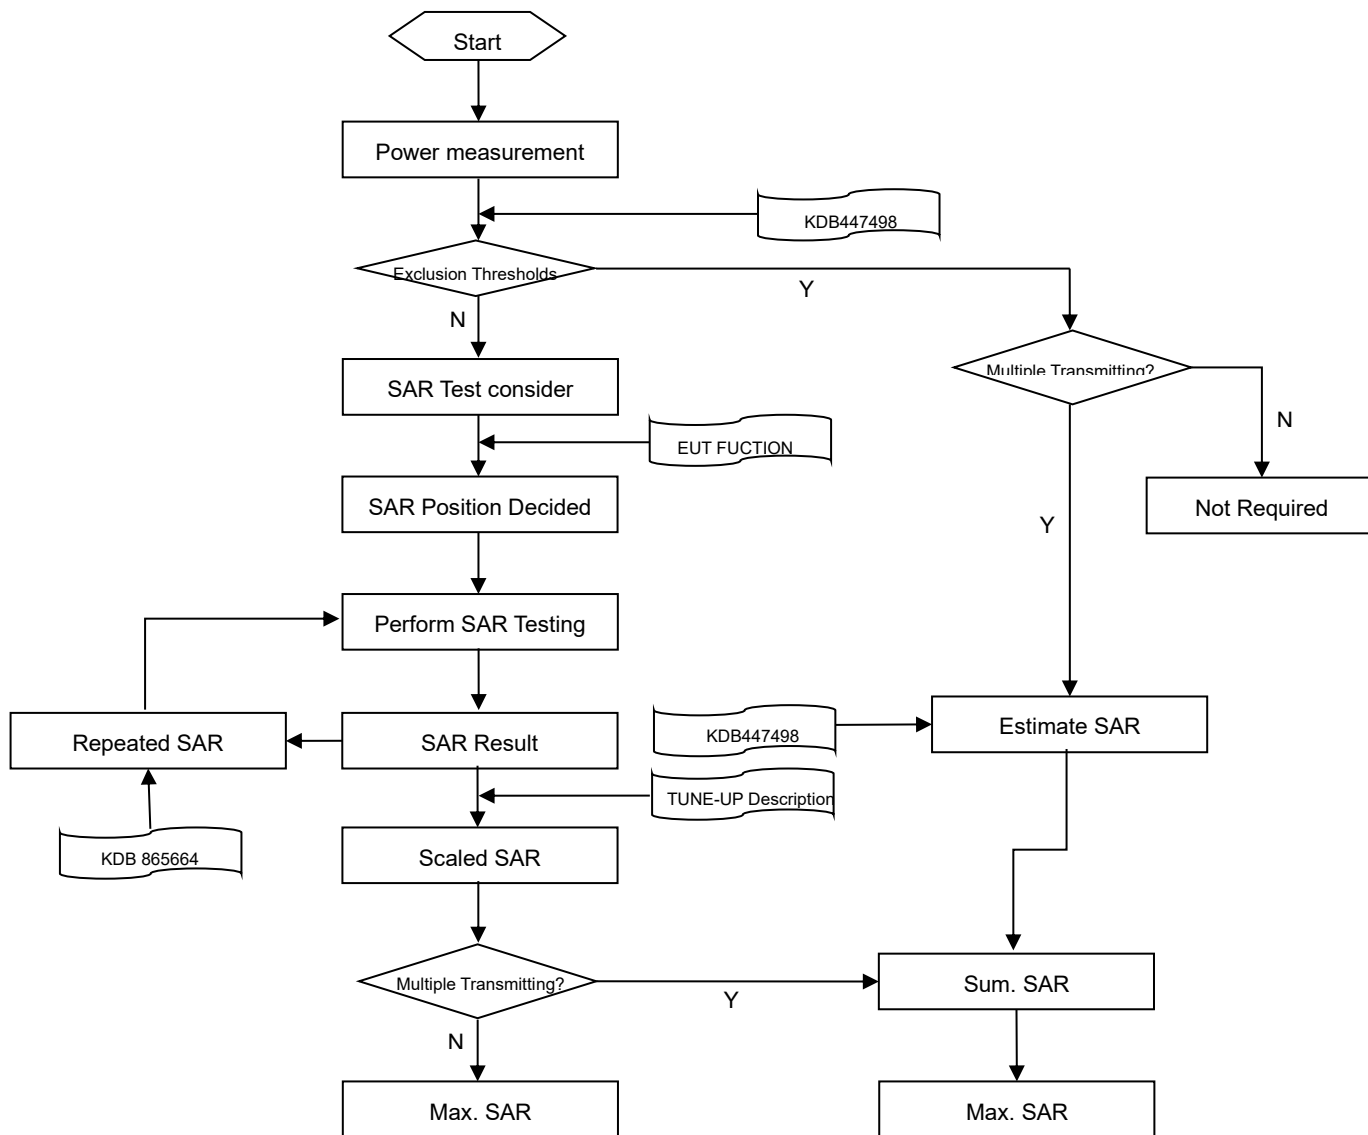 Start
Power measurement
KDB447498
Exclusion Thresholds
Y
N
Multiple Transmitting?
SAR Test consider
N
EUT FUCTION
SAR Position Decided
Not Required
Y
Perform SAR Testing
Repeated SAR
SAR Result
KDB447498
Estimate SAR
TUNE-UP Description
KDB 865664
Scaled SAR
Multiple Transmitting?
Y
Sum. SAR
N
Max. SAR
Max. SAR